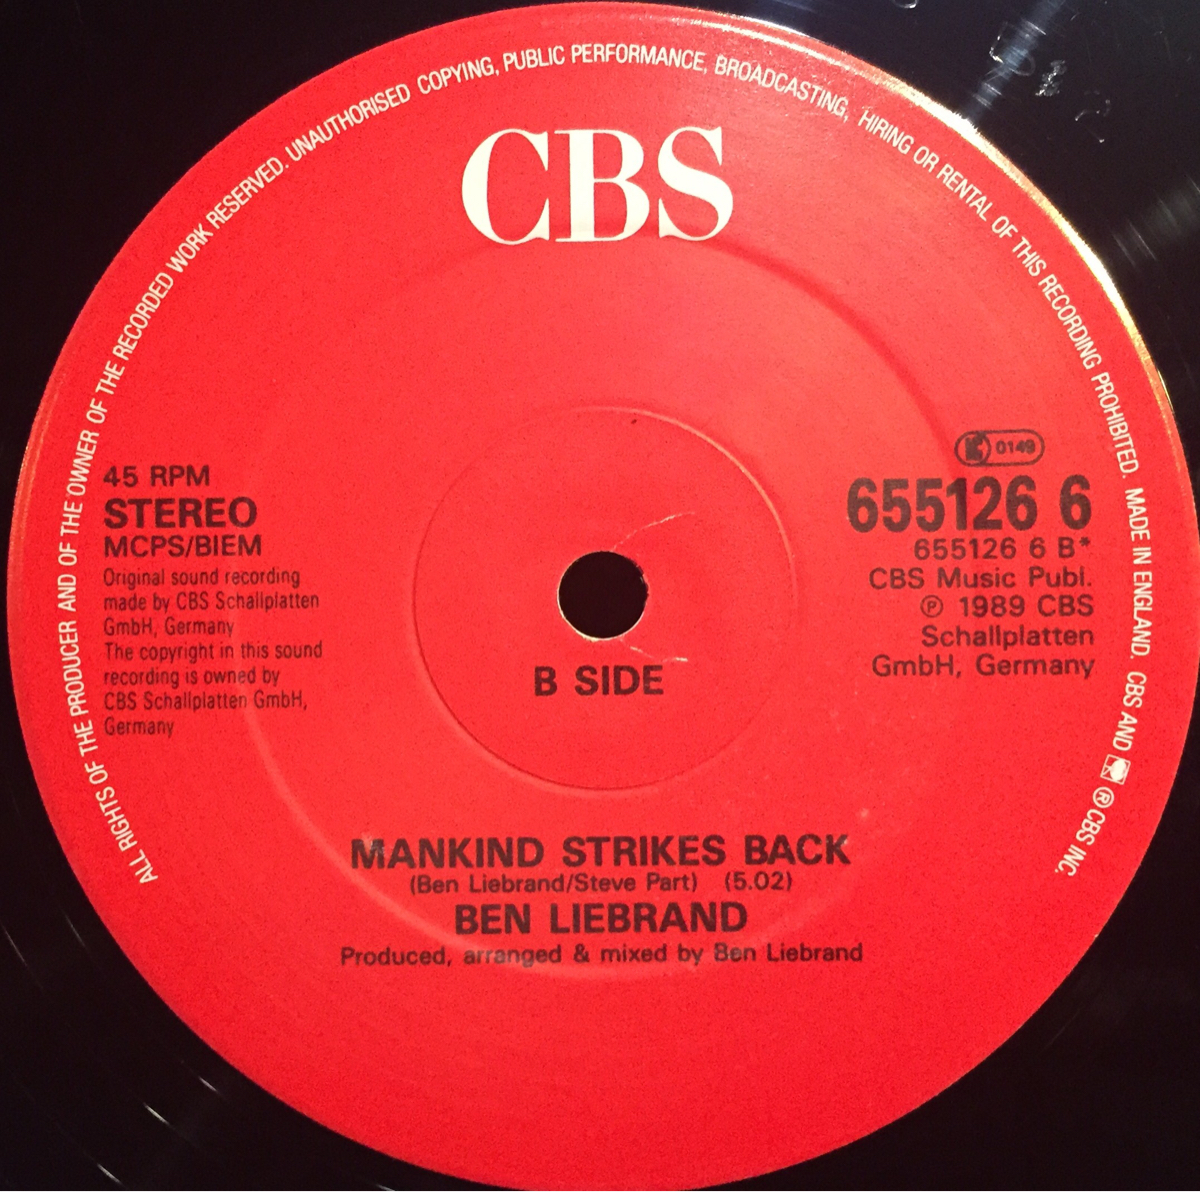 ALL RIGHTS OF THE PRODUCER AND OF THE OWNER OF THE RECORDED WORK RESERVED. UNAUTHORISED COPYING, PUBLIC PERFORMANCE, BROADCASTING, HIRING OR RENTAL OF THIS RECORDING PROHIBITED. MADE IN ENGLAND. CBS AND ® CBS INC.
CBS
45 RPM
STEREO
MCPS/BIEM
Original sound recording
made by CBS Schallplatten
GmbH, Germany
The copyright in this sound
recording is owned by
CBS Schallplatten GmbH,
Germany
0149
655126 6
655126 6 B*
CBS Music Publ.
℗ 1989 CBS
Schallplatten
GmbH, Germany
B SIDE
MANKIND STRIKES BACK
(Ben Liebrand/Steve Part) (5.02)
BEN LIEBRAND
Produced, arranged & mixed by Ben Liebrand